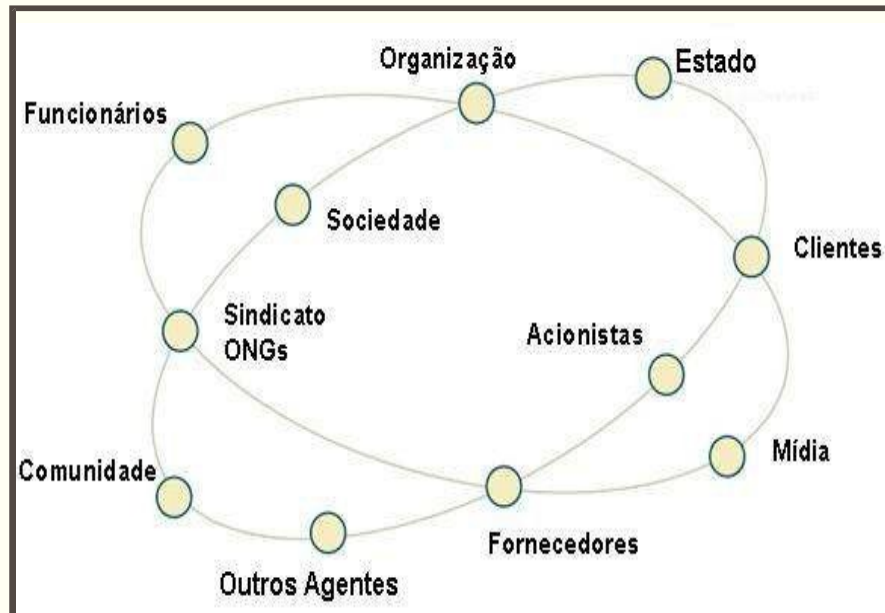 Organização
Estado
Funcionários
Sociedade
Clientes
Sindicato
ONGs
Acionistas
Comunidade
Mídia
Fornecedores
Outros Agentes